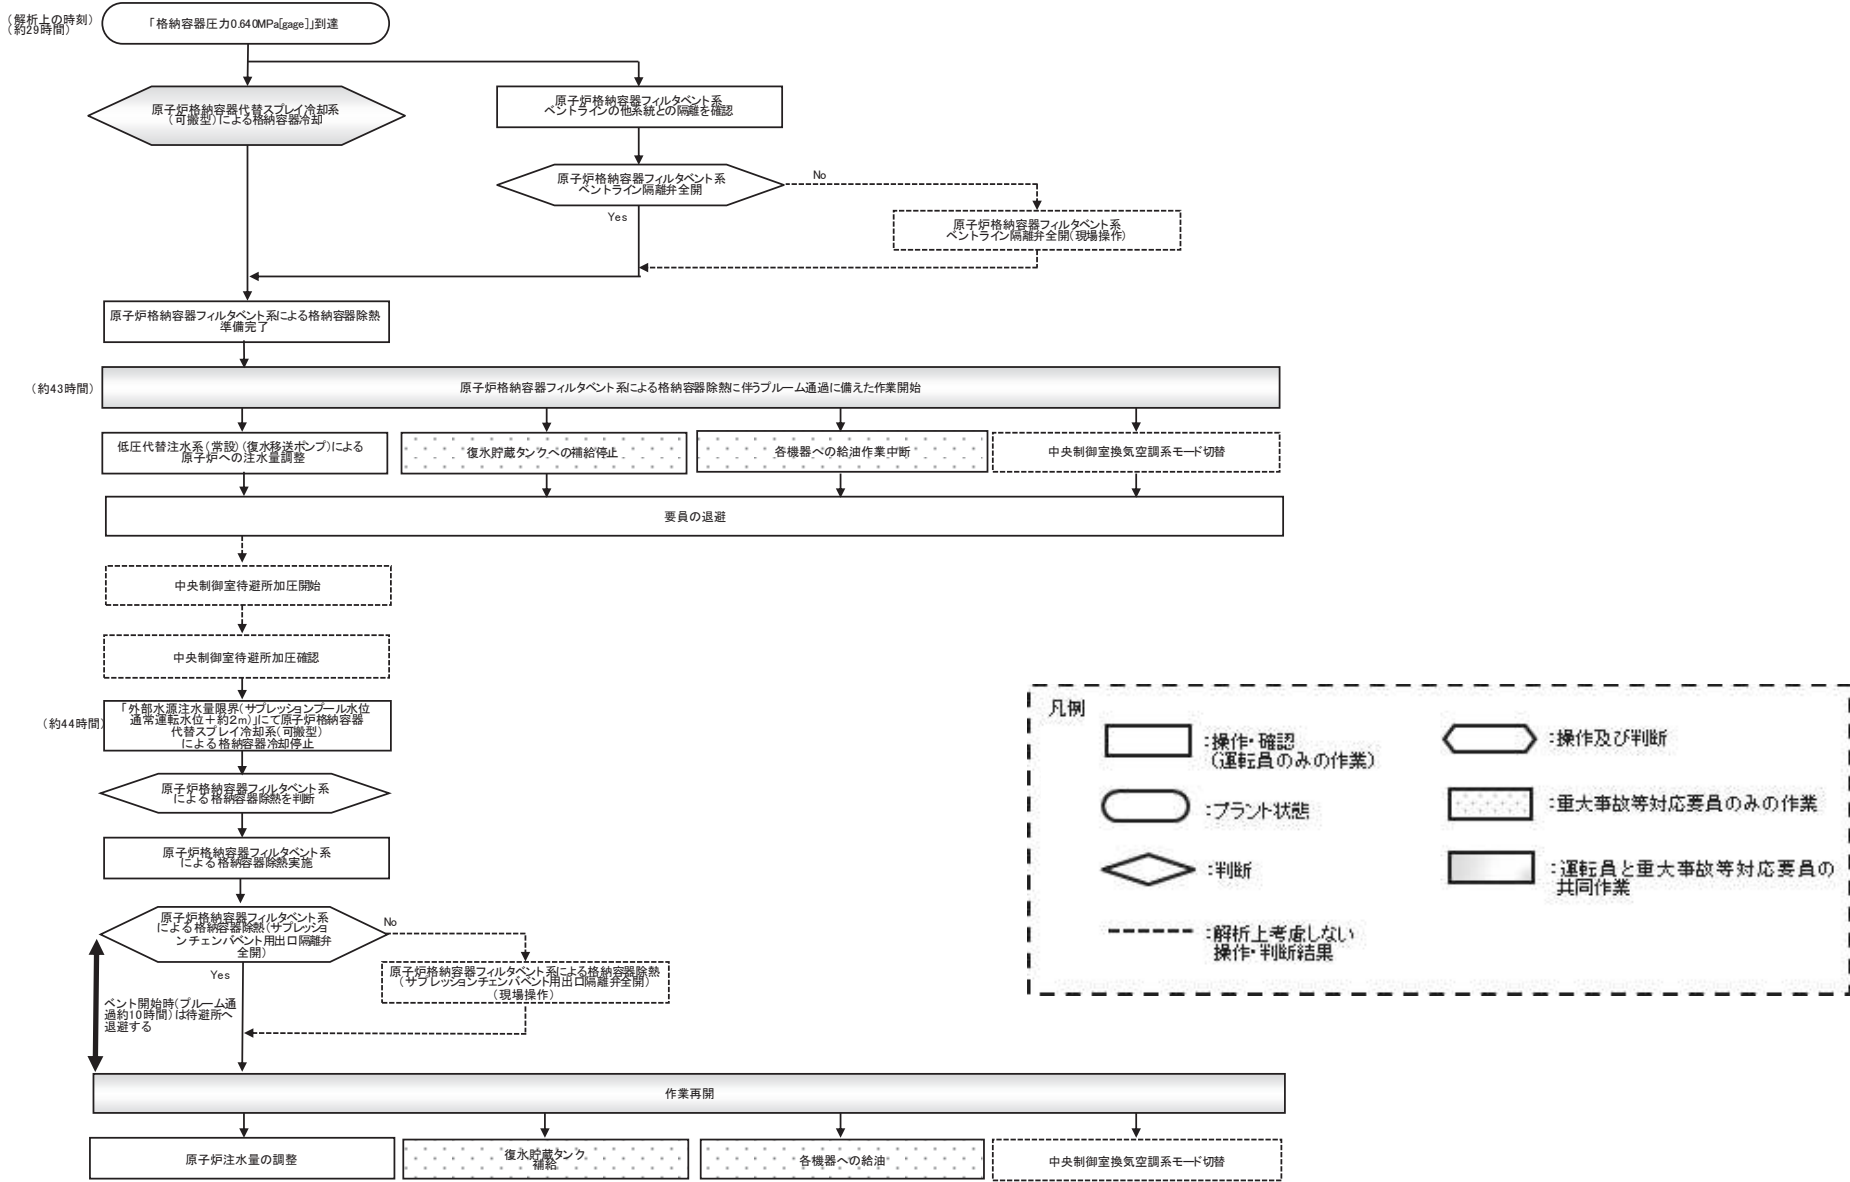 (解析上の時刻)
(約29時間)
「格納容器圧力0.640MPa[gage]」到達
原子炉格納容器代替スプレイ冷却系
(可搬型)による格納容器冷却
原子炉格納容器フィルタベント系
ベントラインの他系統との隔離を確認
原子炉格納容器フィルタベント系
ベントライン隔離弁全開
No
Yes
原子炉格納容器フィルタベント系
ベントライン隔離弁全開(現場操作)
原子炉格納容器フィルタベント系による格納容器除熱
準備完了
(約43時間)
原子炉格納容器フィルタベント系による格納容器除熱に伴うプルーム通過に備えた作業開始
低圧代替注水系(常設)(復水移送ポンプ)による
原子炉への注水量調整
復水貯蔵タンクへの補給停止
各機器への給油作業中断
中央制御室換気空調系モード切替
要員の退避
中央制御室待避所加圧開始
中央制御室待避所加圧確認
(約44時間)
「外部水源注水量限界(サプレッションプール水位
通常運転水位+約2m)」にて原子炉格納容器
代替スプレイ冷却系(可搬型)
による格納容器冷却停止
原子炉格納容器フィルタベント系
による格納容器除熱を判断
原子炉格納容器フィルタベント系
による格納容器除熱実施
原子炉格納容器フィルタベント系
による格納容器除熱(サプレッショ
ンチェンバベント用出口隔離弁
全開)
No
Yes
原子炉格納容器フィルタベント系による格納容器除熱
(サプレッションチェンバベント用出口隔離弁全開)
(現場操作)
ベント開始時(プルーム通
過約10時間)は待避所へ
退避する
作業再開
原子炉注水量の調整
復水貯蔵タンク
補給
各機器への給油
中央制御室換気空調系モード切替
凡例
:操作・確認
(運転員のみの作業)
:操作及び判断
:プラント状態
:重大事故等対応要員のみの作業
:判断
:運転員と重大事故等対応要員の
共同作業
:解析上考慮しない
操作・判断結果